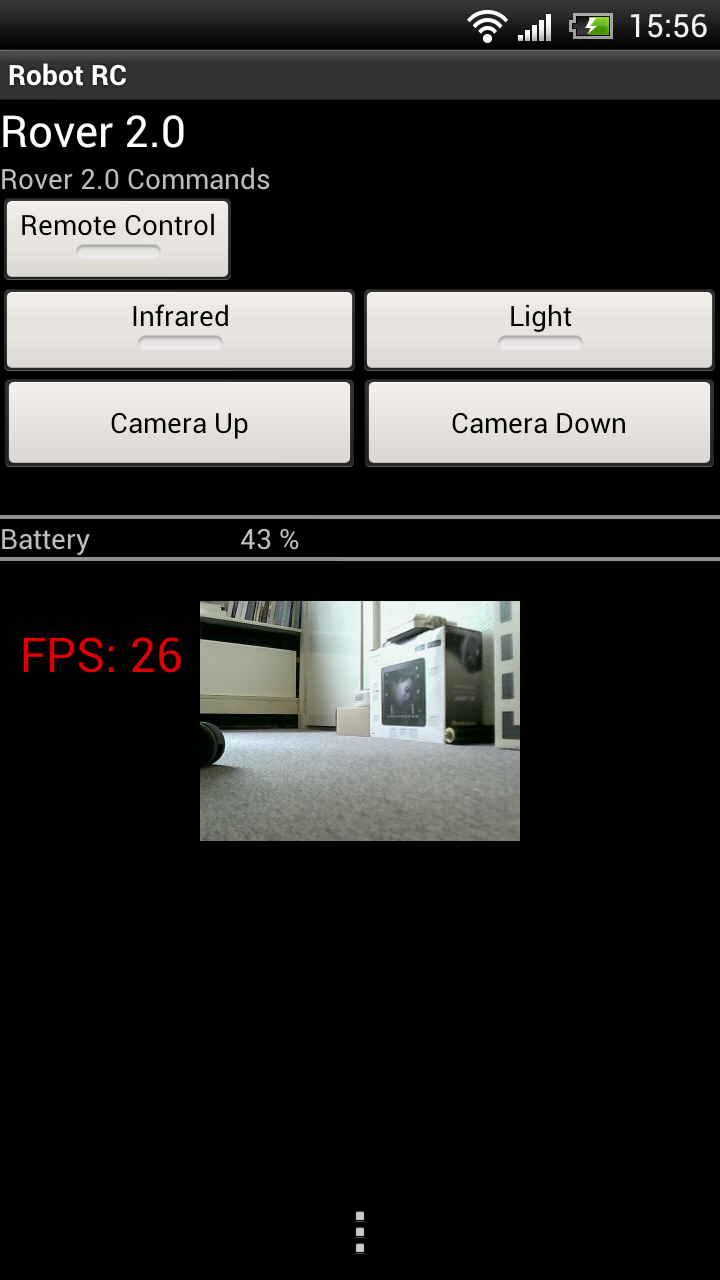 15:56
Robot RC
Rover 2.0
Rover 2.0 Commands
Remote Control
Infrared Light
Camera Up Camera Down
Battery 43 %
FPS: 26